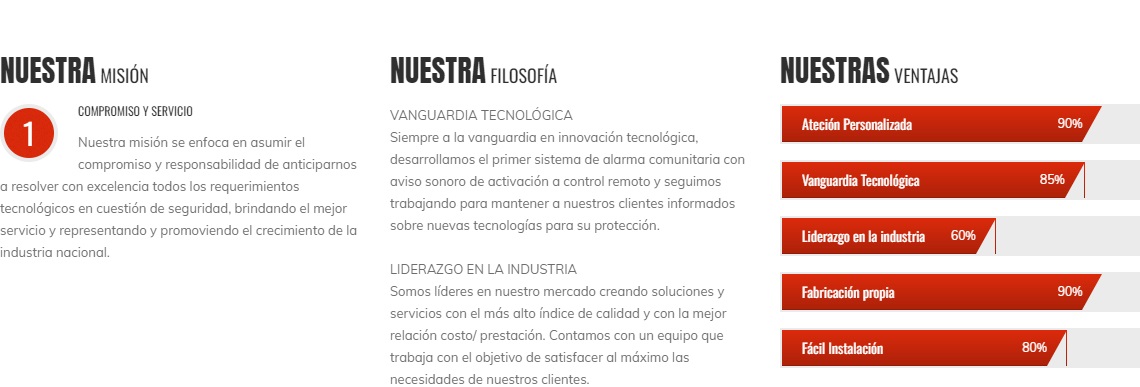 NUESTRA MISIÓN
1
COMPROMISO Y SERVICIO
Nuestra misión se enfoca en asumir el
compromiso y responsabilidad de anticiparnos
a resolver con excelencia todos los requerimientos
tecnológicos en cuestión de seguridad, brindando el mejor
servicio y representando y promoviendo el crecimiento de la
industria nacional.
NUESTRA FILOSOFÍA
VANGUARDIA TECNOLÓGICA
Siempre a la vanguardia en innovación tecnológica,
desarrollamos el primer sistema de alarma comunitaria con
aviso sonoro de activación a control remoto y seguimos
trabajando para mantener a nuestros clientes informados
sobre nuevas tecnologías para su protección.
LIDERAZGO EN LA INDUSTRIA
Somos líderes en nuestro mercado creando soluciones y
servicios con el más alto índice de calidad y con la mejor
relación costo/ prestación. Contamos con un equipo que
trabaja con el objetivo de satisfacer al máximo las
necesidades de nuestros clientes.
NUESTRAS VENTAJAS
Ateción Personalizada 90%
Vanguardia Tecnológica 85%
Liderazgo en la industria 60%
Fabricación propia 90%
Fácil Instalación 80%